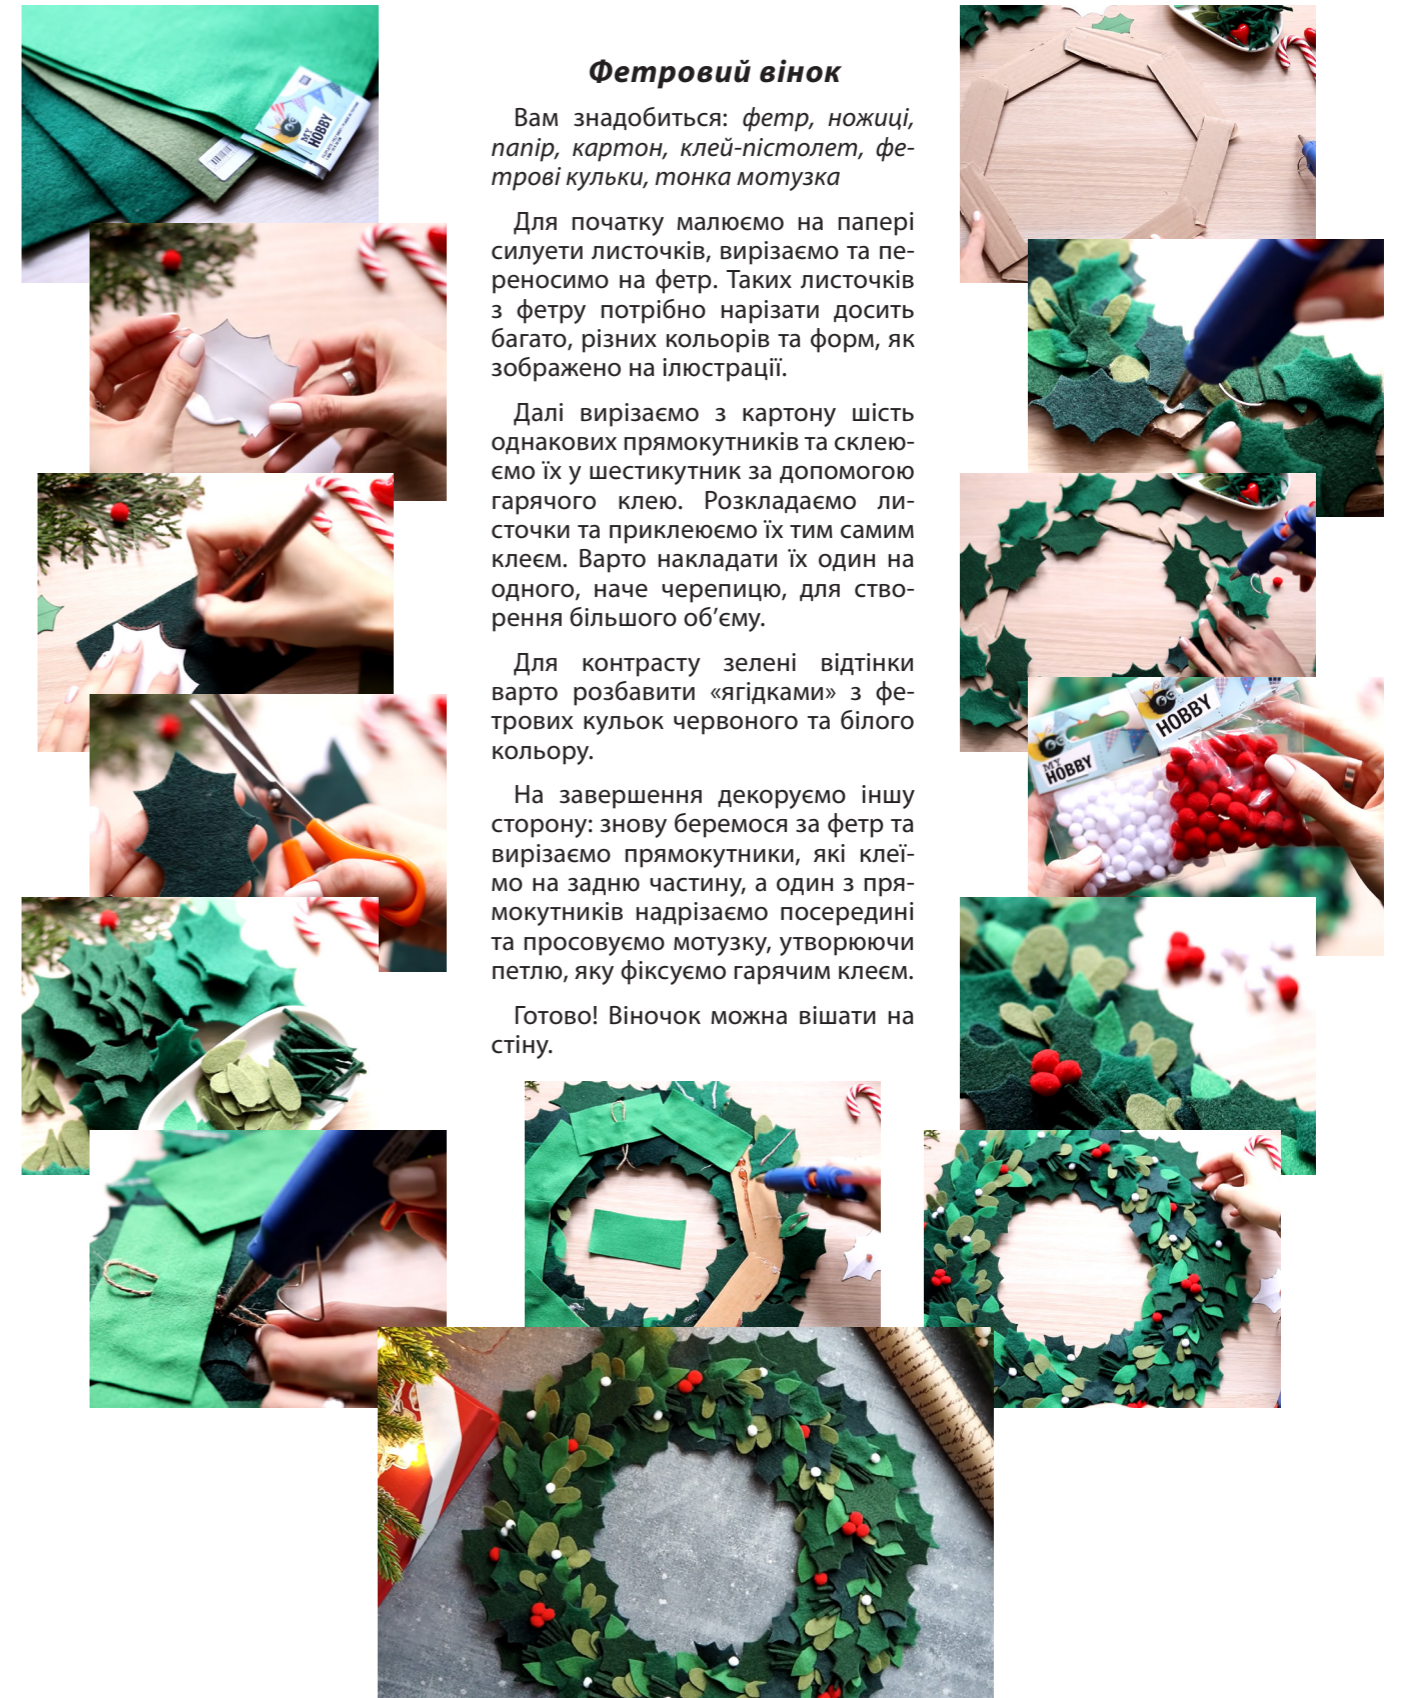 Фетровий вінок
Вам знадобиться: фетр, ножиці,
папір, картон, клей-пістолет, фе-
трові кульки, тонка мотузка
Для початку малюємо на папері
силуети листочків, вирізаємо та пе-
реносимо на фетр. Таких листочків
з фетру потрібно нарізати досить
багато, різних кольорів та форм, як
зображено на ілюстрації.
Далі вирізаємо з картону шість
однакових прямокутників та склею-
ємо їх у шестикутник за допомогою
гарячого клею. Розкладаємо ли-
сточки та приклеюємо їх тим самим
клеєм. Варто накладати їх один на
одного, наче черепицю, для ство-
рення більшого об’єму.
Для контрасту зелені відтінки
варто розбавити «ягідками» з фе-
трових кульок червоного та білого
кольору.
На завершення декоруємо іншу
сторону: знову беремося за фетр та
вирізаємо прямокутники, які клеї-
мо на задню частину, а один з пря-
мокутників надрізаємо посередині
та просовуємо мотузку, утворюючи
петлю, яку фіксуємо гарячим клеєм.
Готово! Віночок можна вішати на
стіну.
MY
HOBBY
HOBBY
MY
HOBBY